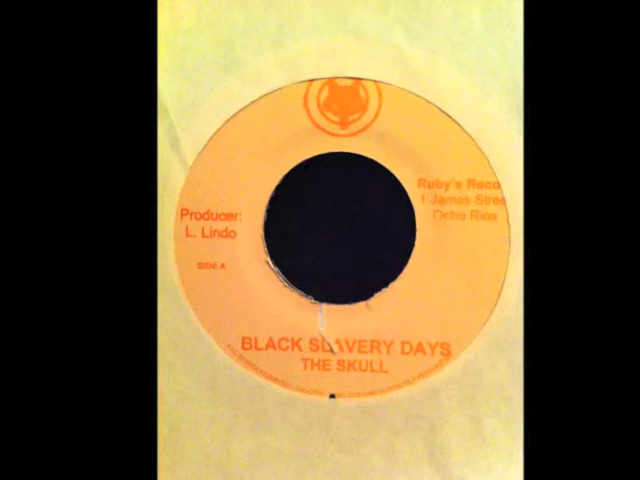 Ruby's Reco
1 James Stree
Ocho Rios
Producer:
L. Lindo
SIDE A
BLACK SLAVERY DAYS
THE SKULL